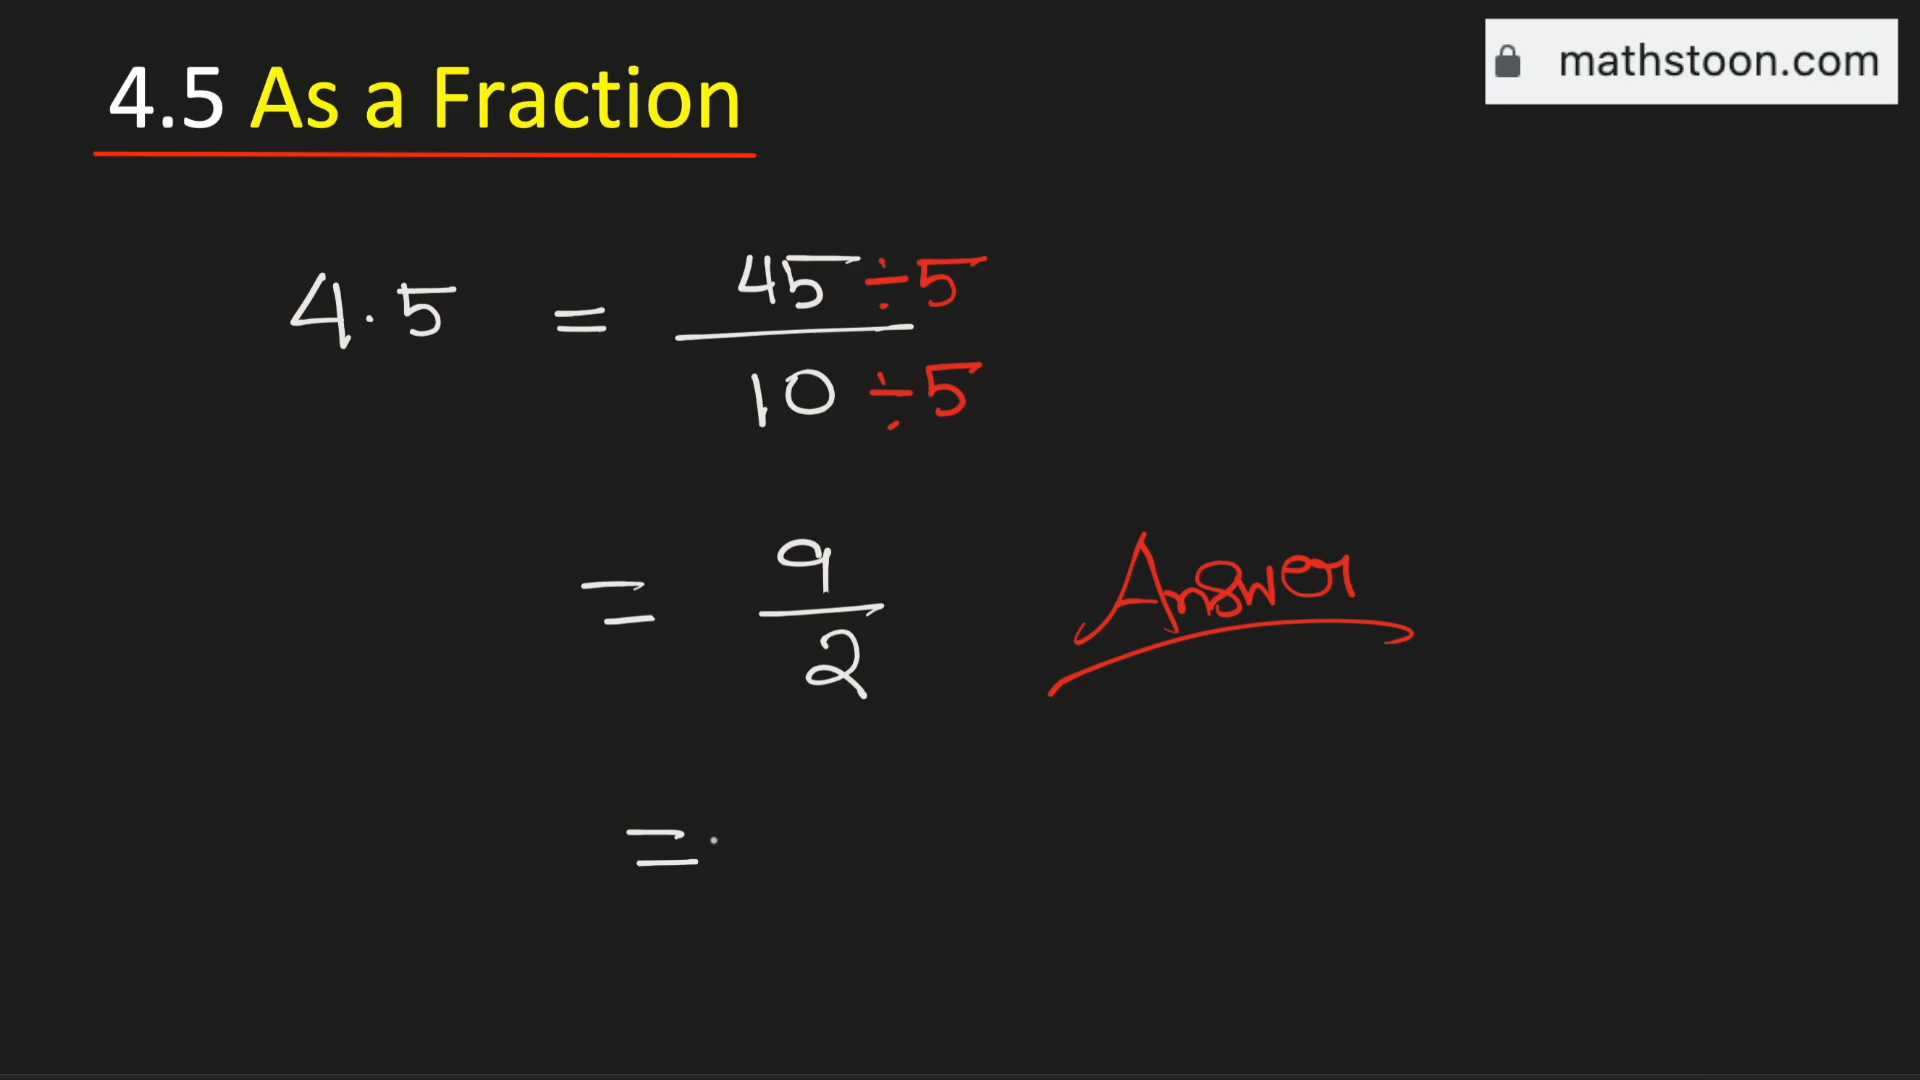 4.5 As a Fraction
mathstoon.com
4.5 = 45÷5
10÷5
= 9
2
Answer
=